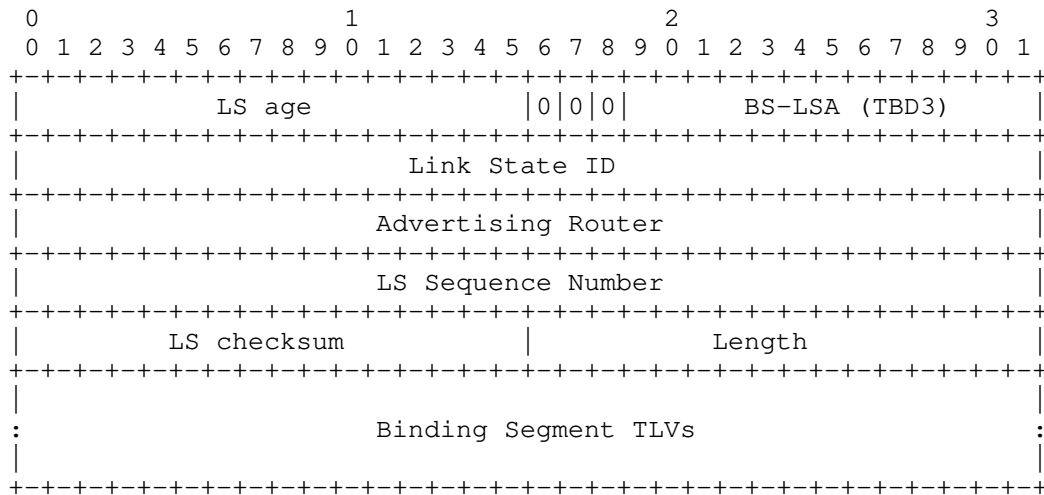 0                   1                   2                   3
0 1 2 3 4 5 6 7 8 9 0 1 2 3 4 5 6 7 8 9 0 1 2 3 4 5 6 7 8 9 0 1
+-+-+-+-+-+-+-+-+-+-+-+-+-+-+-+-+-+-+-+-+-+-+-+-+-+-+-+-+-+-+-+-+
|            LS age             |0|0|0|       BS-LSA (TBD3)     |
+-+-+-+-+-+-+-+-+-+-+-+-+-+-+-+-+-+-+-+-+-+-+-+-+-+-+-+-+-+-+-+-+
|                        Link State ID                          |
+-+-+-+-+-+-+-+-+-+-+-+-+-+-+-+-+-+-+-+-+-+-+-+-+-+-+-+-+-+-+-+-+
|                      Advertising Router                       |
+-+-+-+-+-+-+-+-+-+-+-+-+-+-+-+-+-+-+-+-+-+-+-+-+-+-+-+-+-+-+-+-+
|                      LS Sequence Number                       |
+-+-+-+-+-+-+-+-+-+-+-+-+-+-+-+-+-+-+-+-+-+-+-+-+-+-+-+-+-+-+-+-+
|         LS checksum           |           Length              |
+-+-+-+-+-+-+-+-+-+-+-+-+-+-+-+-+-+-+-+-+-+-+-+-+-+-+-+-+-+-+-+-+
|                                                               |
:                      Binding Segment TLVs                     :
|                                                               |
+-+-+-+-+-+-+-+-+-+-+-+-+-+-+-+-+-+-+-+-+-+-+-+-+-+-+-+-+-+-+-+-+